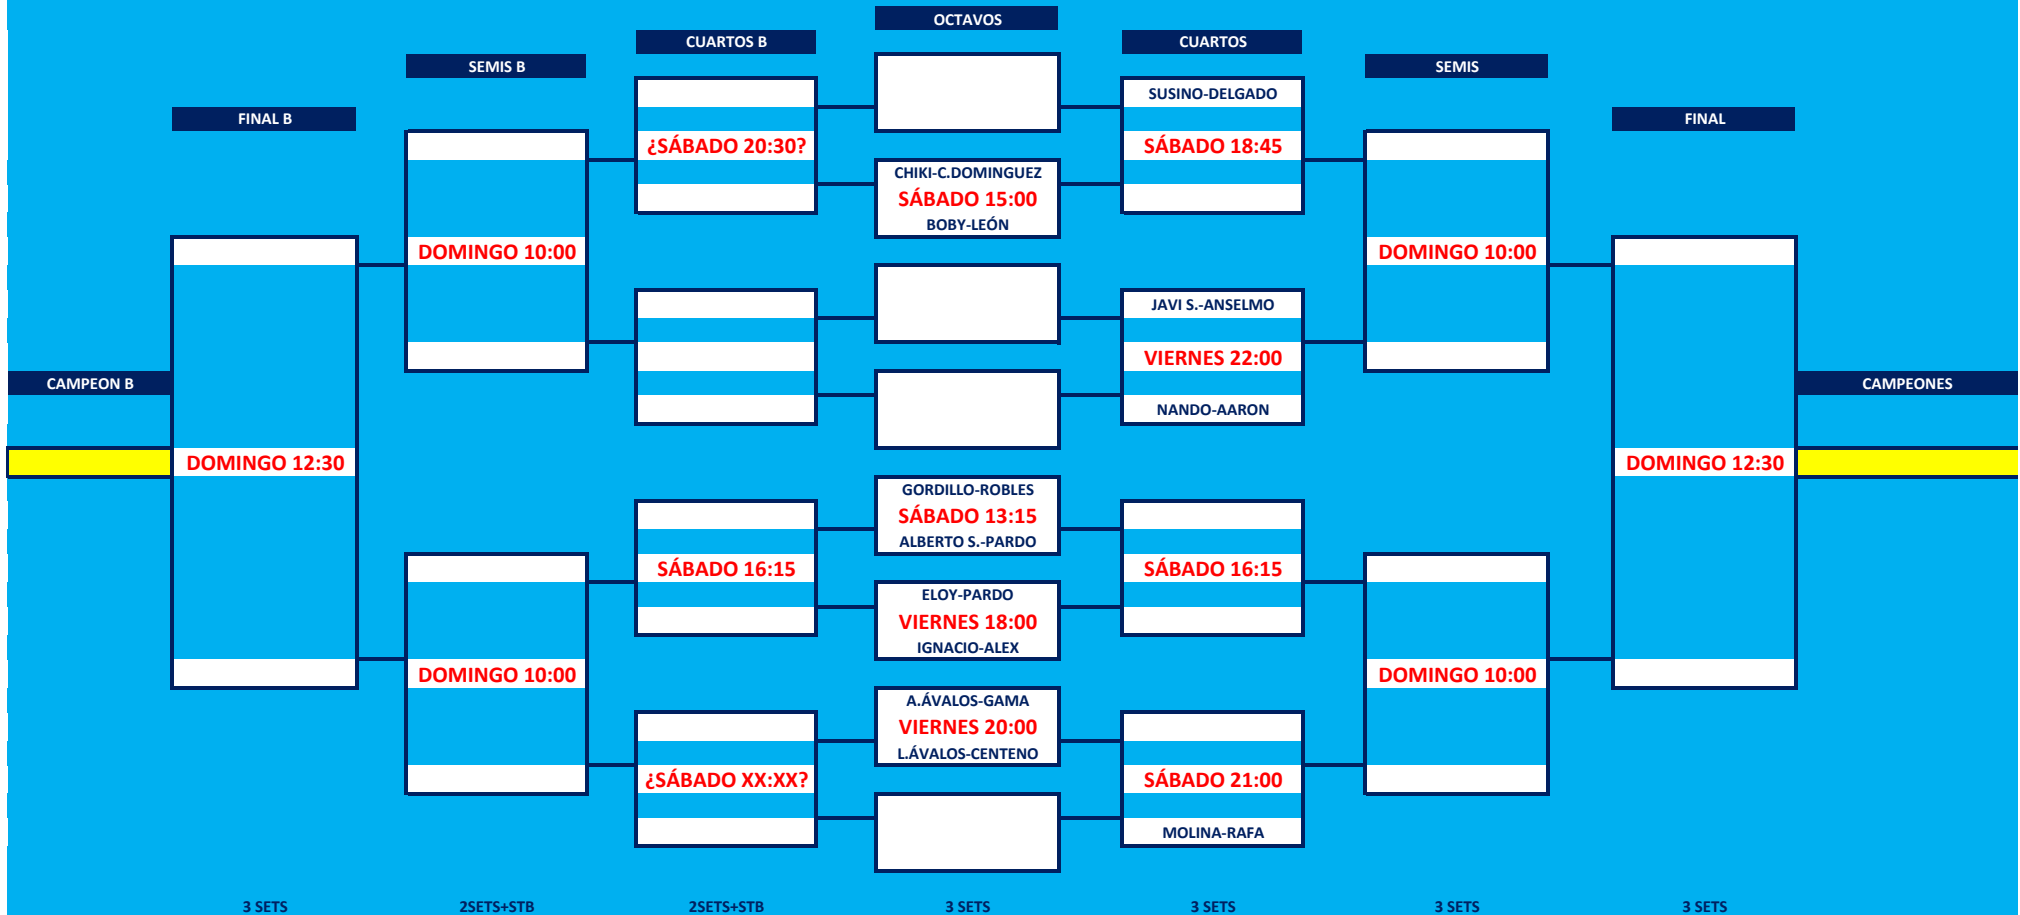 OCTAVOS
CUARTOS B
CUARTOS
SEMIS B
SEMIS
SUSINO-DELGADO
FINAL B
FINAL
¿SÁBADO 20:30?
SÁBADO 18:45
CHIKI-C.DOMINGUEZ
SÁBADO 15:00
BOBY-LEÓN
DOMINGO 10:00
DOMINGO 10:00
JAVI S.-ANSELMO
VIERNES 22:00
CAMPEON B
CAMPEONES
NANDO-AARON
DOMINGO 12:30
DOMINGO 12:30
GORDILLO-ROBLES
SÁBADO 13:15
ALBERTO S.-PARDO
SÁBADO 16:15
SÁBADO 16:15
ELOY-PARDO
VIERNES 18:00
IGNACIO-ALEX
DOMINGO 10:00
DOMINGO 10:00
A.ÁVALOS-GAMA
VIERNES 20:00
L.ÁVALOS-CENTENO
¿SÁBADO XX:XX?
SÁBADO 21:00
MOLINA-RAFA
3 SETS
2SETS+STB
2SETS+STB
3 SETS
3 SETS
3 SETS
3 SETS